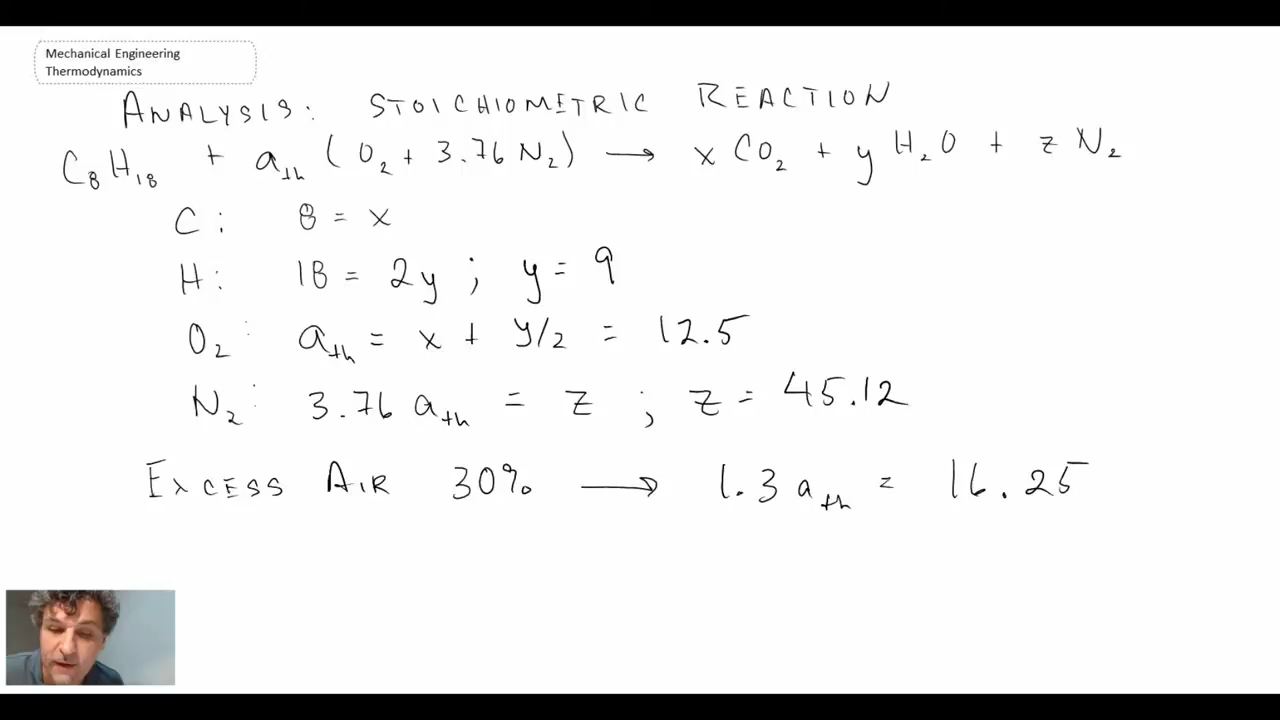 Mechanical Engineering
Thermodynamics
ANALYSIS: STOICHIOMETRIC REACTION
C₈H₁₈ + aₜₕ (O₂ + 3.76 N₂) → x CO₂ + y H₂O + z N₂
C: 8 = x
H: 18 = 2y ; y = 9
O₂: aₜₕ = x + y/2 = 12.5
N₂: 3.76 aₜₕ = z ; z = 45.12
EXCESS AIR 30% → 1.3 aₜₕ = 16.25